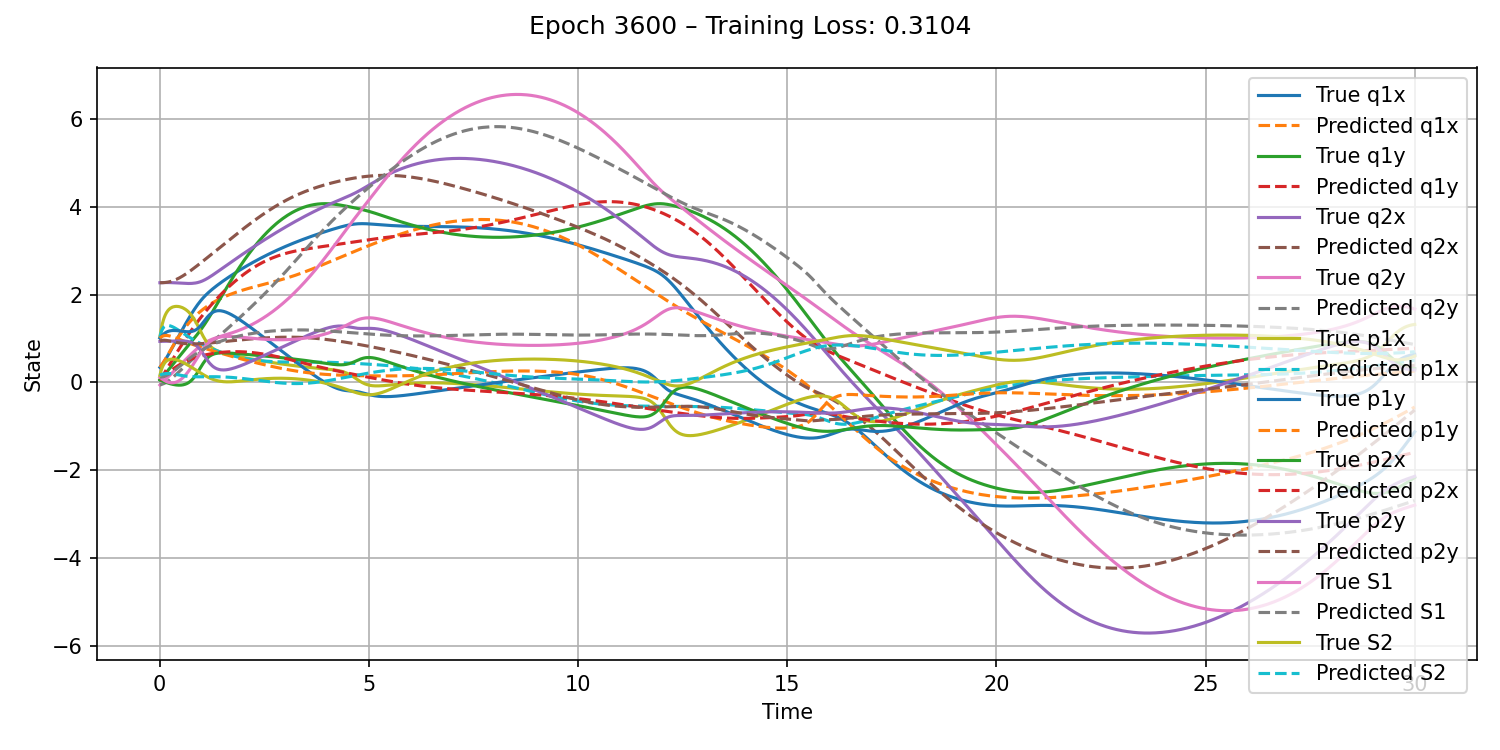 Epoch 3600 – Training Loss: 0.3104
State
6
4
2
0
−2
−4
−6
0 5 10 15 20 25 30
Time
True q1x
Predicted q1x
True q1y
Predicted q1y
True q2x
Predicted q2x
True q2y
Predicted q2y
True p1x
Predicted p1x
True p1y
Predicted p1y
True p2x
Predicted p2x
True p2y
Predicted p2y
True S1
Predicted S1
True S2
Predicted S2